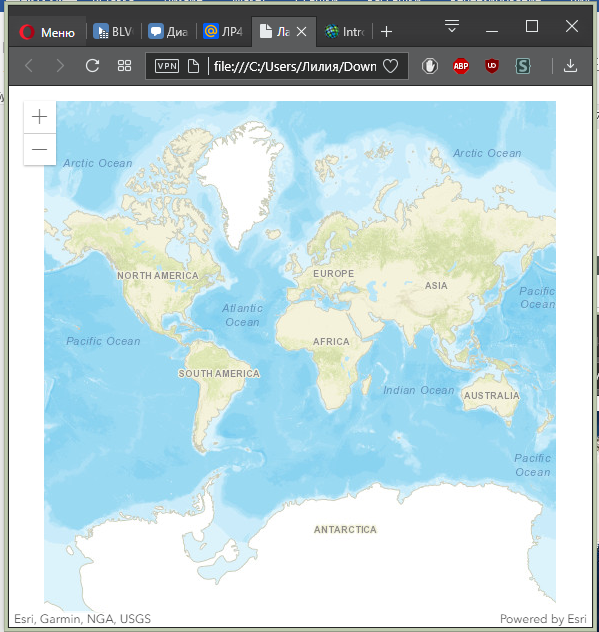 Меню
BLV
Диа
ЛР4
Ла
Intro
VPN
file:///C:/Users/Лилия/Down
ABP
S
+
−
Arctic Ocean
Arctic Ocean
NORTH AMERICA
EUROPE
ASIA
Pacific
Ocean
Atlantic
Ocean
Pacific Ocean
AFRICA
SOUTH AMERICA
Indian Ocean
AUSTRALIA
Pacific
Ocean
ANTARCTICA
Esri, Garmin, NGA, USGS
Powered by Esri